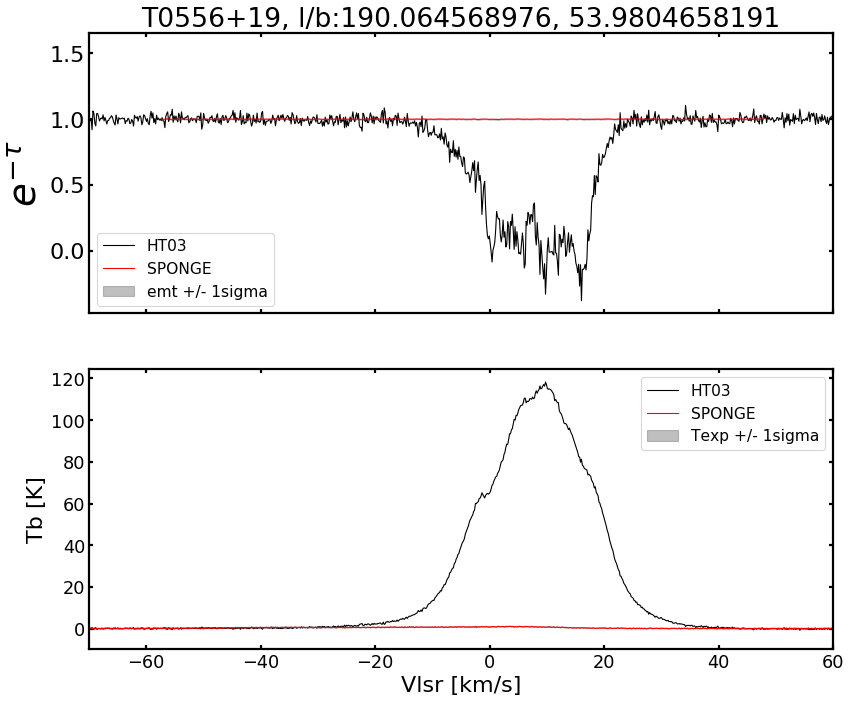 T0556+19, l/b:190.064568976, 53.9804658191
1.5
1.0
0.5
0.0
e^{-τ}
HT03
SPONGE
emt +/- 1sigma
120
100
80
60
40
20
0
Tb [K]
HT03
SPONGE
Texp +/- 1sigma
−60 −40 −20 0 20 40 60
Vlsr [km/s]